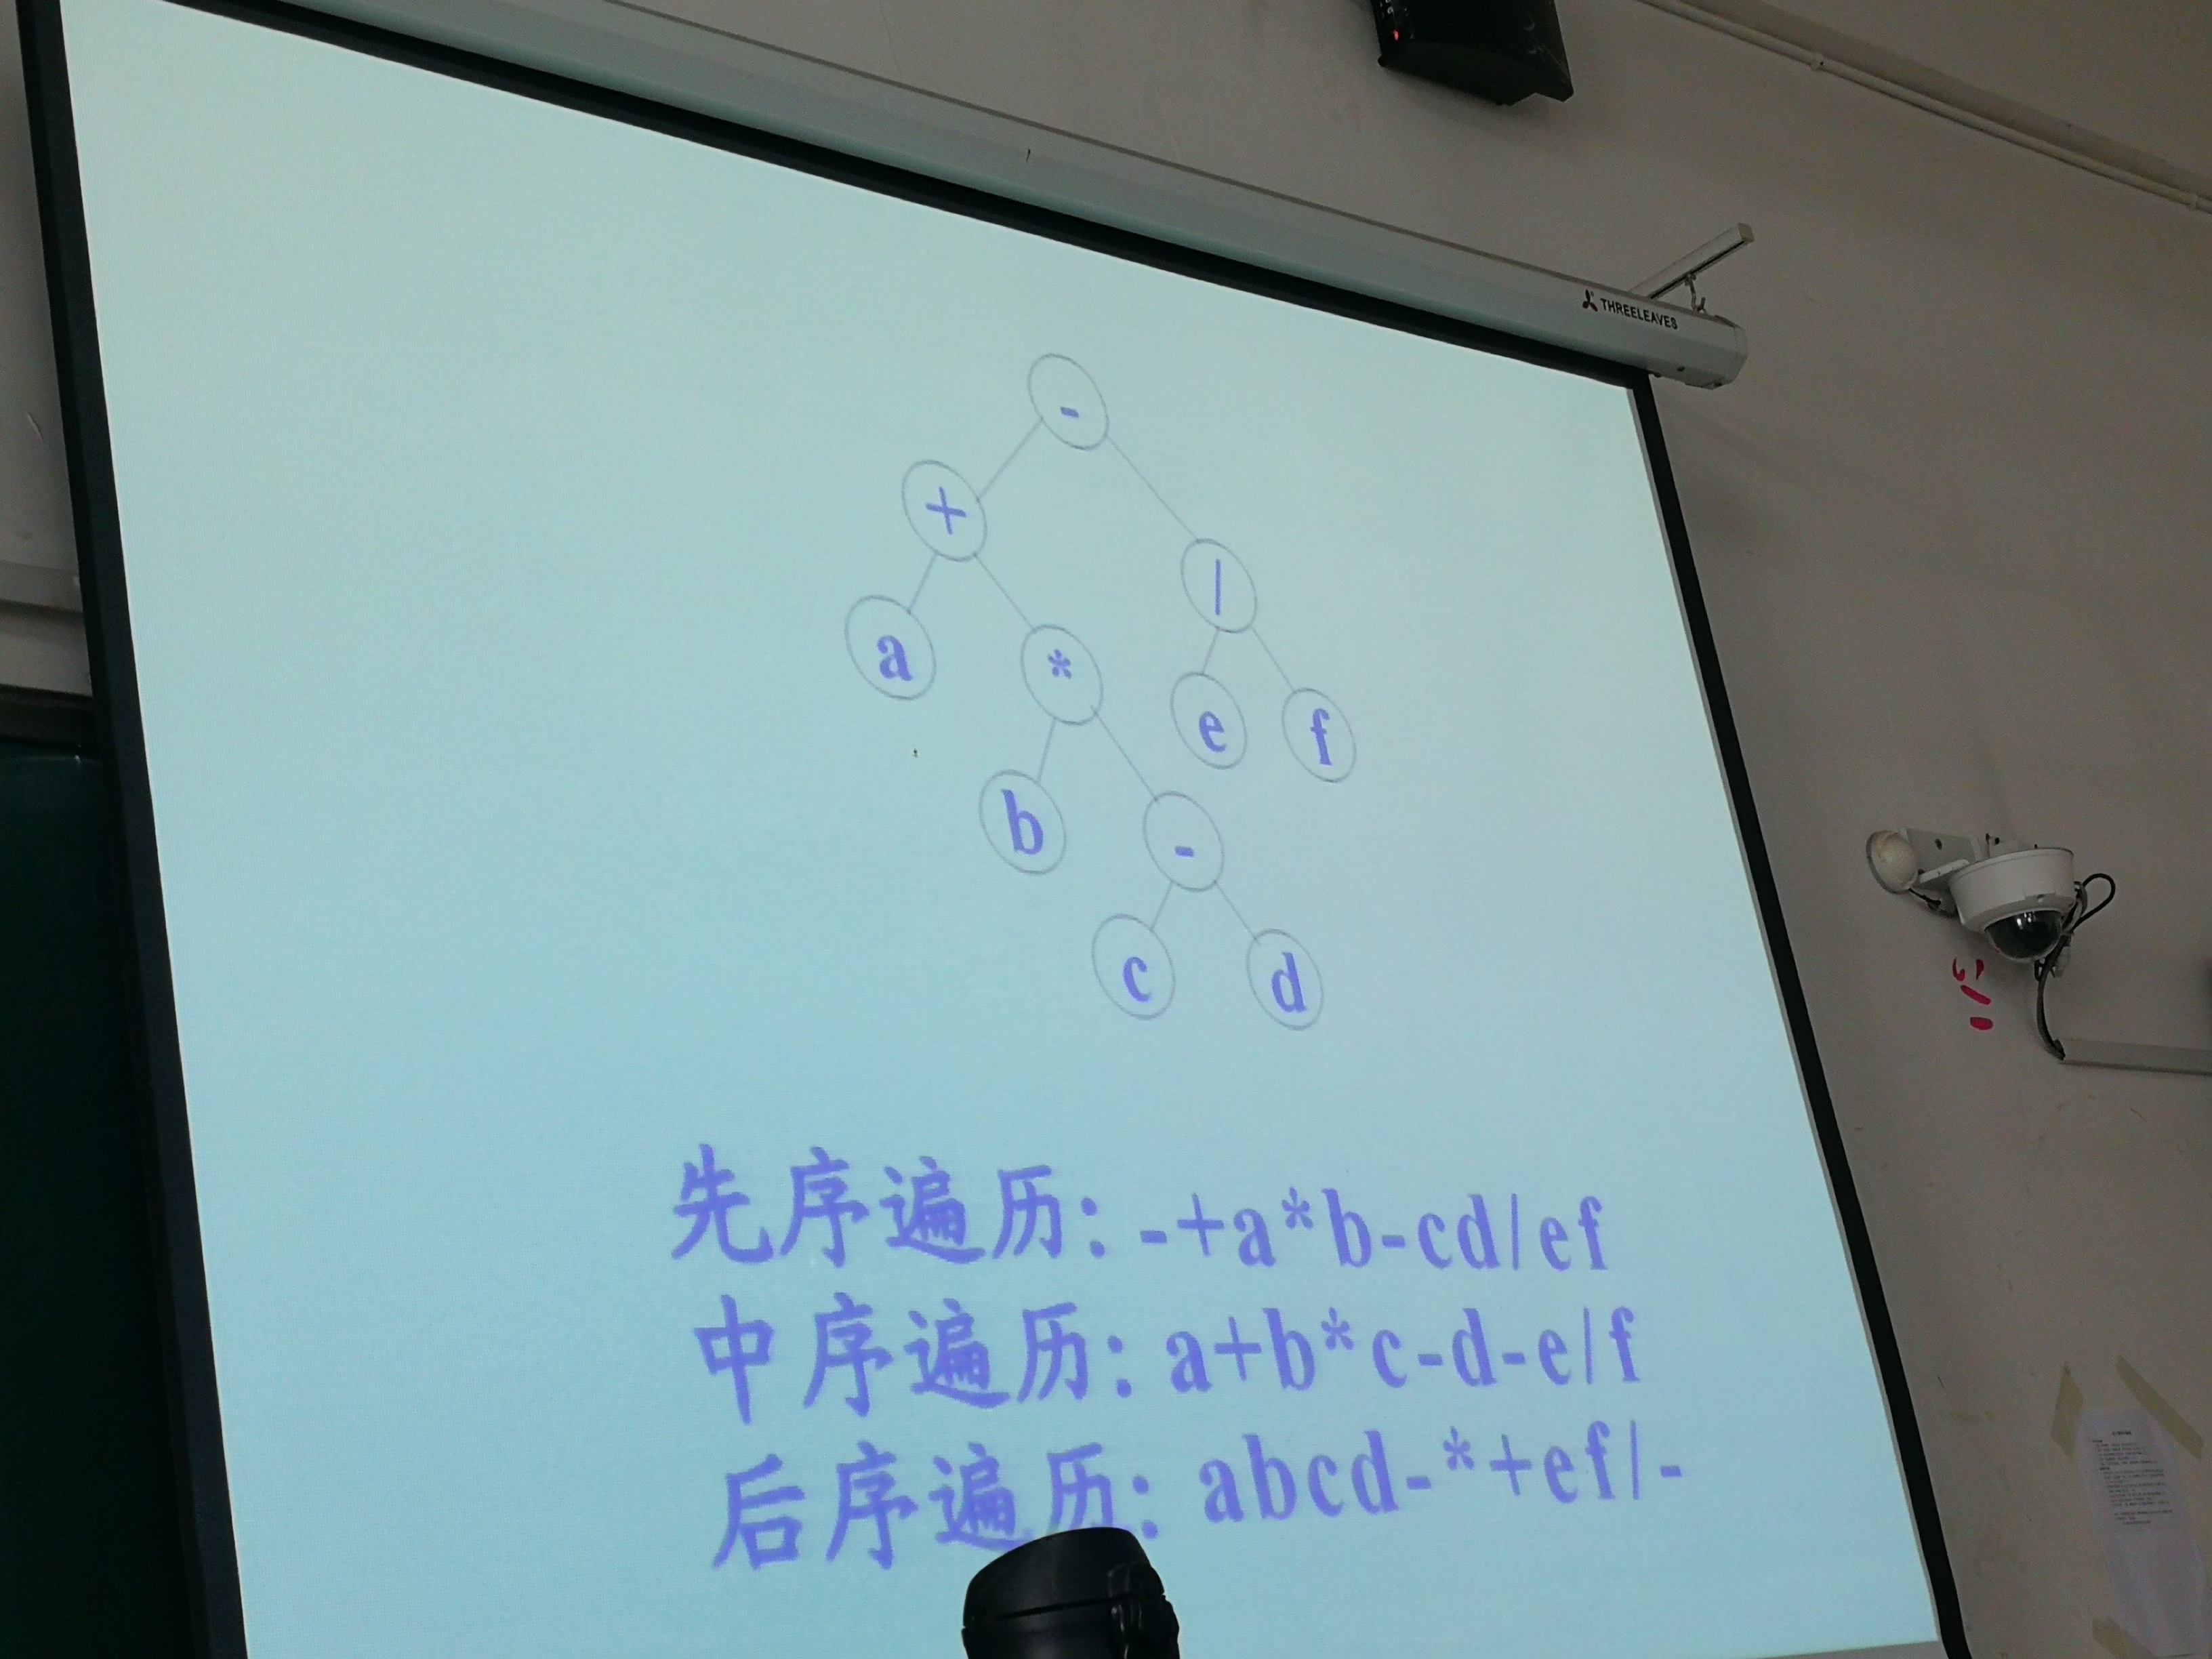 THREELEAVES
-
+
/
a
*
e
f
b
-
c
d
先序遍历: -+a*b-cd/ef
中序遍历: a+b*c-d-e/f
后序遍历: abcd-*+ef/-